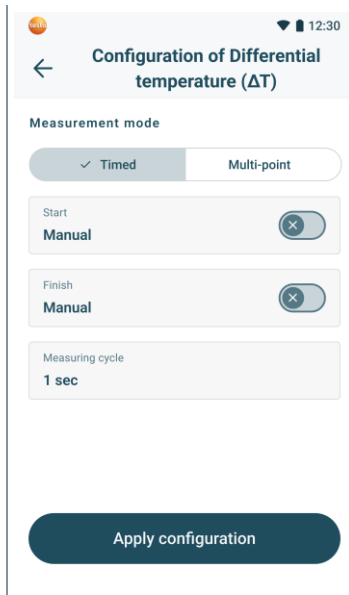 testo
12:30
Configuration of Differential
temperature (ΔT)
Measurement mode
Timed
Multi-point
Start
Manual
Finish
Manual
Measuring cycle
1 sec
Apply configuration